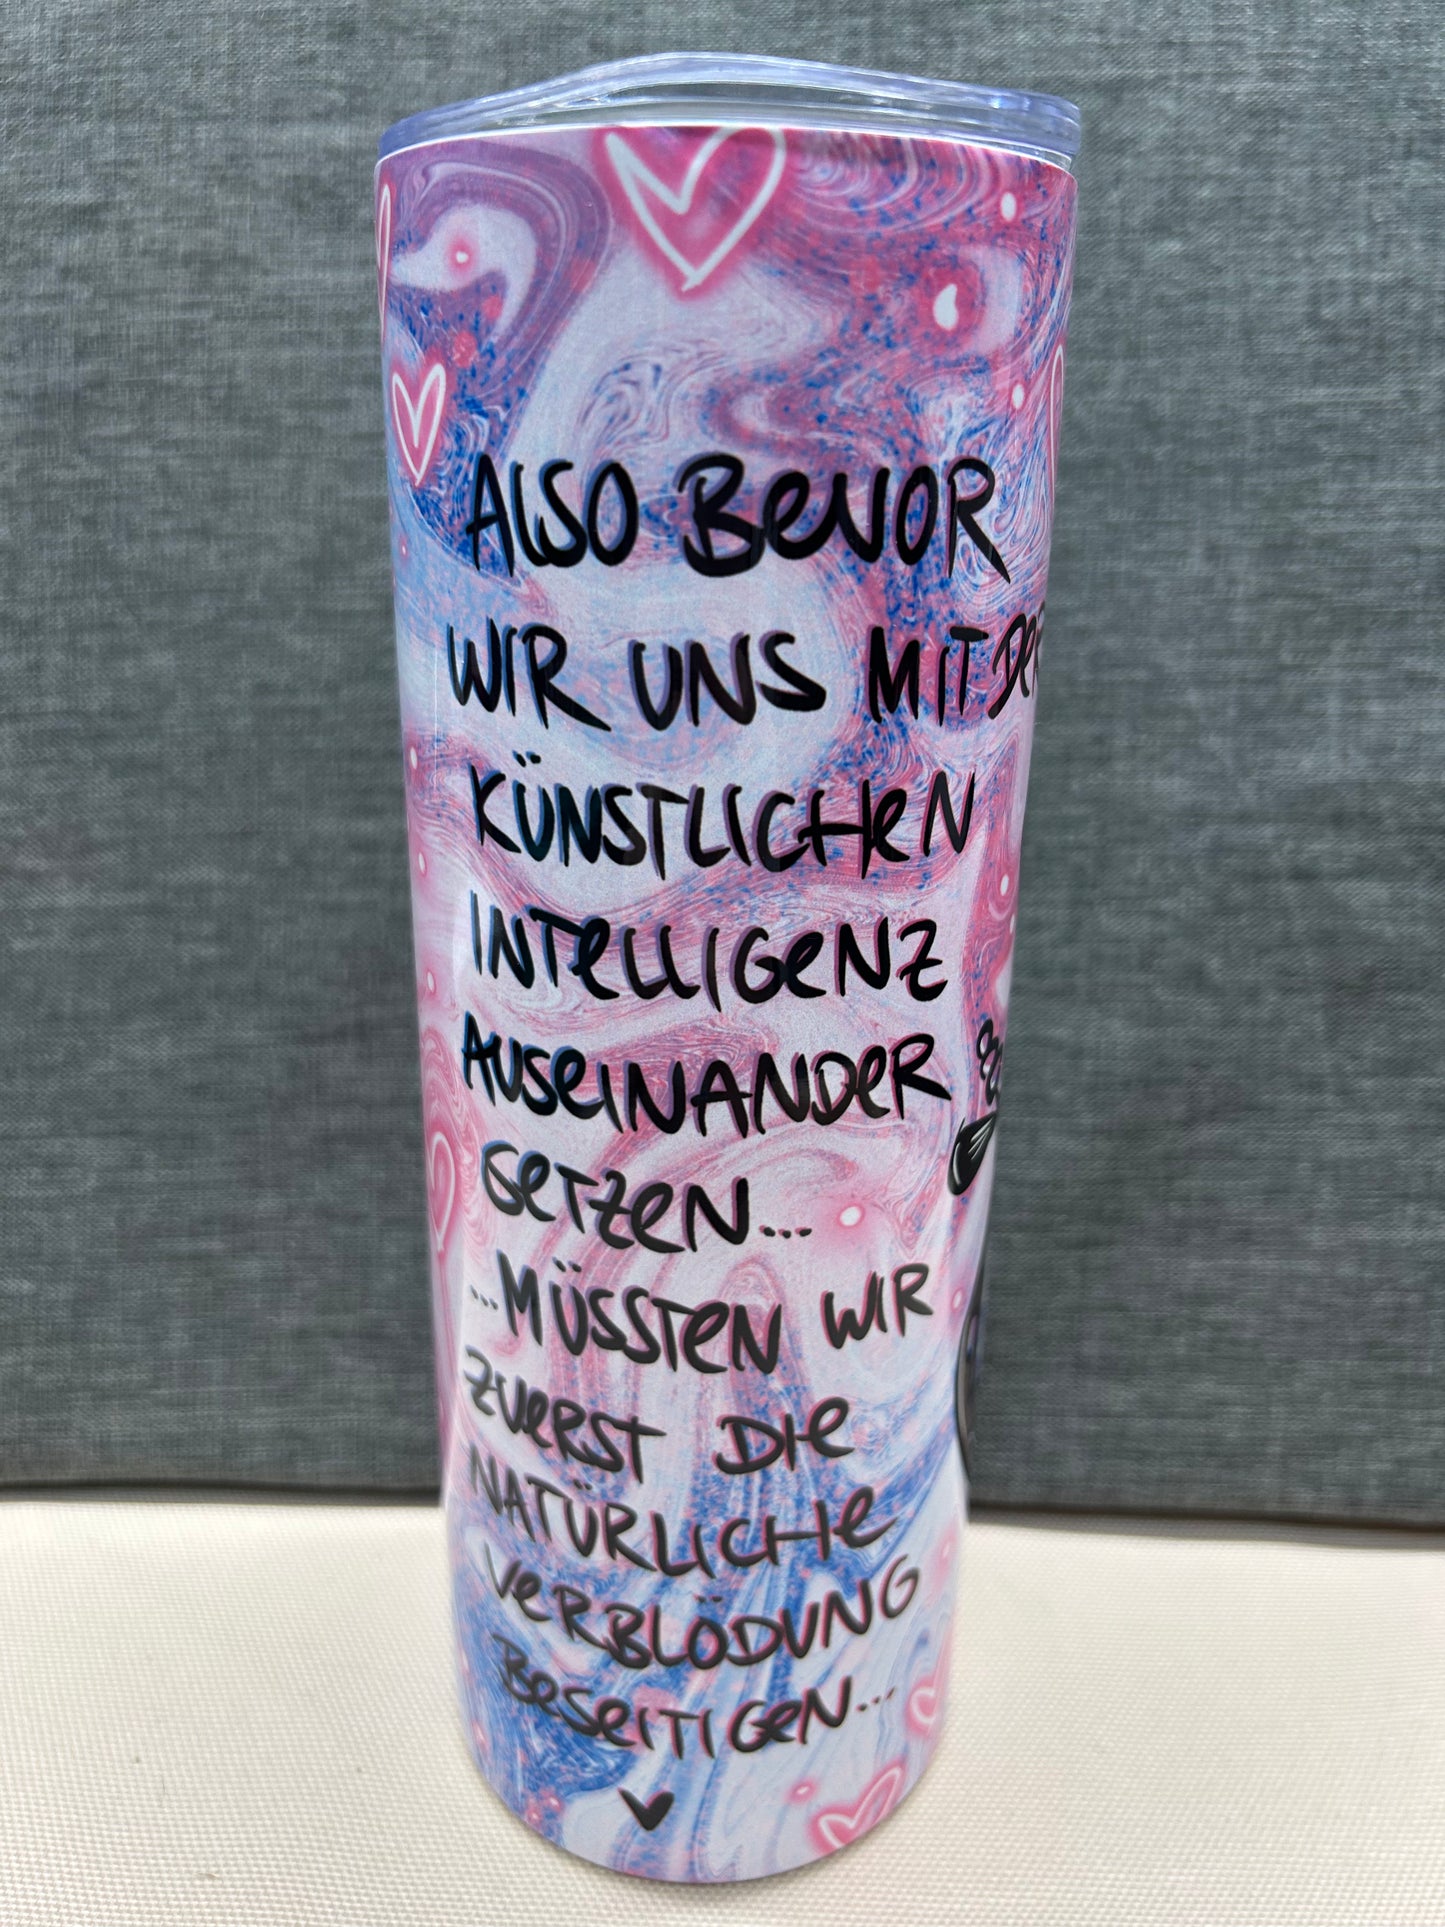 ALSO BEVOR
WIR UNS MIT DER
KÜNSTLICHEN
INTELLIGENZ
AUSEINANDER
SETZEN...
...MÜSSTEN WIR
ZUERST DIE
NATÜRLICHE
VERBLÖDUNG
BESEITIGEN...